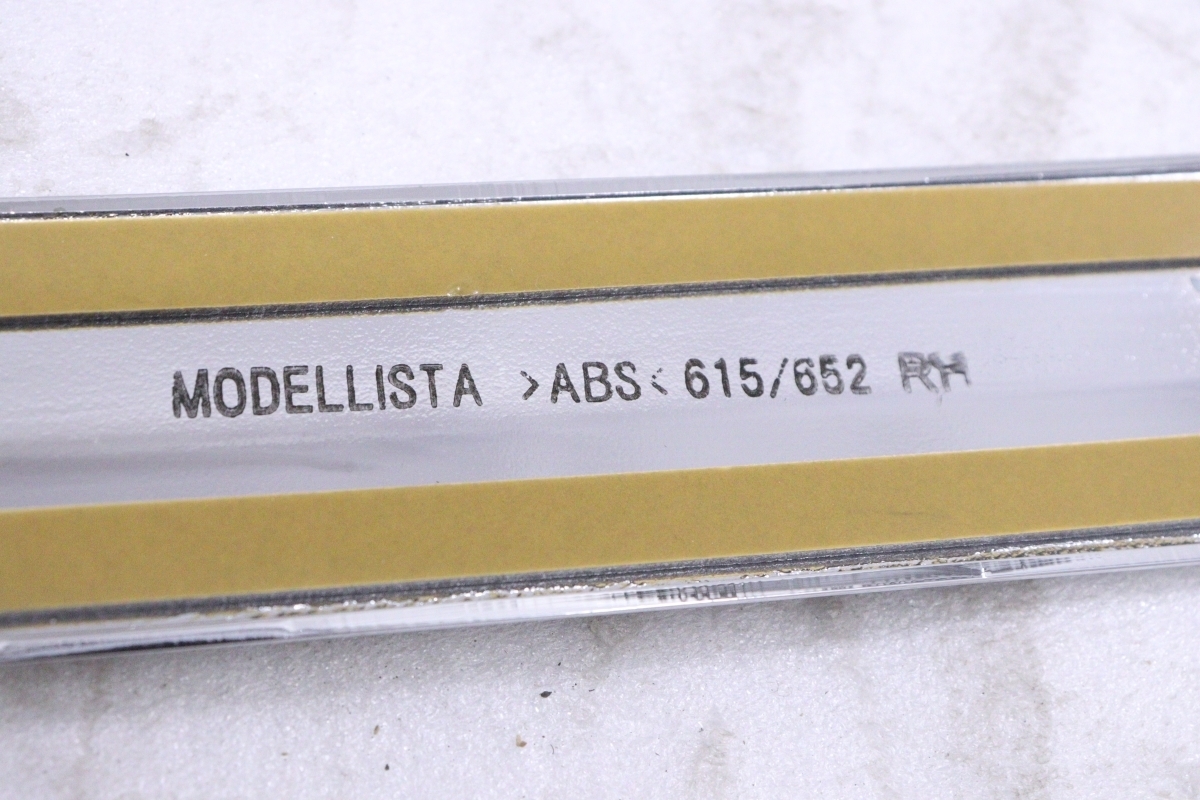 MODELLISTA >ABS< 615/652 RH